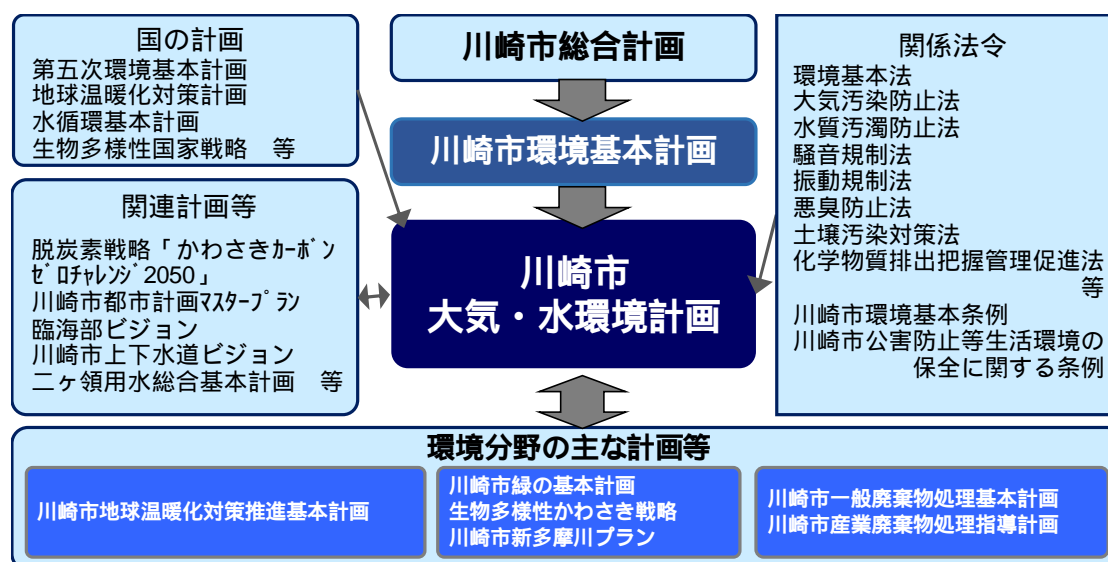 国の計画
第五次環境基本計画
地球温暖化対策計画
水循環基本計画
生物多様性国家戦略　等
川崎市総合計画
川崎市環境基本計画
川崎市
大気・水環境計画
関係法令
環境基本法
大気汚染防止法
水質汚濁防止法
騒音規制法
振動規制法
悪臭防止法
土壌汚染対策法
化学物質排出把握管理促進法
等
川崎市環境基本条例
川崎市公害防止等生活環境の
保全に関する条例
関連計画等
脱炭素戦略「かわさきｶｰﾎﾞﾝ
ｾﾞﾛﾁｬﾚﾝｼﾞ2050」
川崎市都市計画ﾏｽﾀｰﾌﾟﾗﾝ
臨海部ビジョン
川崎市上下水道ビジョン
二ヶ領用水総合基本計画　等
環境分野の主な計画等
川崎市地球温暖化対策推進基本計画
川崎市緑の基本計画
生物多様性かわさき戦略
川崎市新多摩川プラン
川崎市一般廃棄物処理基本計画
川崎市産業廃棄物処理指導計画